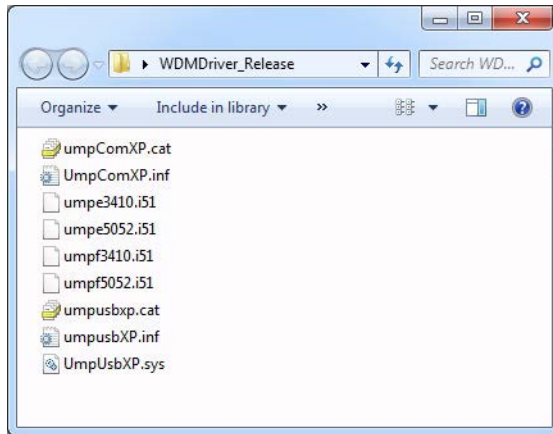 WDMDriver_Release
Search WD...
Organize
Include in library
»
umpComXP.cat
UmpComXP.inf
umpe3410.i51
umpe5052.i51
umpf3410.i51
umpf5052.i51
umpusbxp.cat
umpusbXP.inf
UmpUsbXP.sys